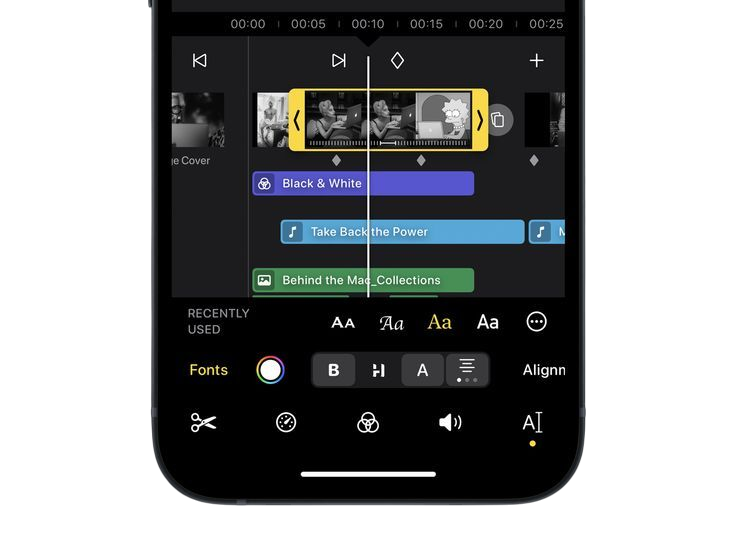 00:00 00:05 00:10 00:15 00:20 00:25
ge Cover
Black & White
Take Back the Power
M
Behind the Mac_Collections
RECENTLY
USED
AA Aa Aa Aa
Fonts B H A Alignm
AI